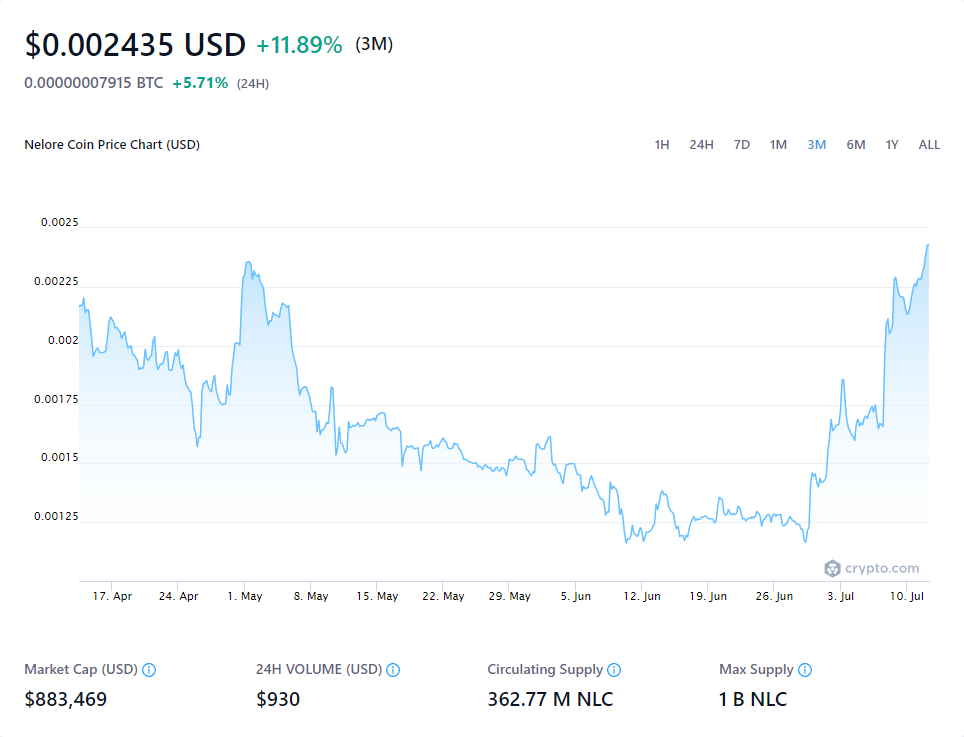 $0.002435 USD +11.89% (3M)
0.00000007915 BTC +5.71% (24H)
Nelore Coin Price Chart (USD) 1H 24H 7D 1M 3M 6M 1Y ALL
0.0025
0.00225
0.002
0.00175
0.0015
0.00125
crypto.com
17. Apr 24. Apr 1. May 8. May 15. May 22. May 29. May 5. Jun 12. Jun 19. Jun 26. Jun 3. Jul 10. Jul
Market Cap (USD) 24H VOLUME (USD) Circulating Supply Max Supply
$883,469 $930 362.77 M NLC 1 B NLC